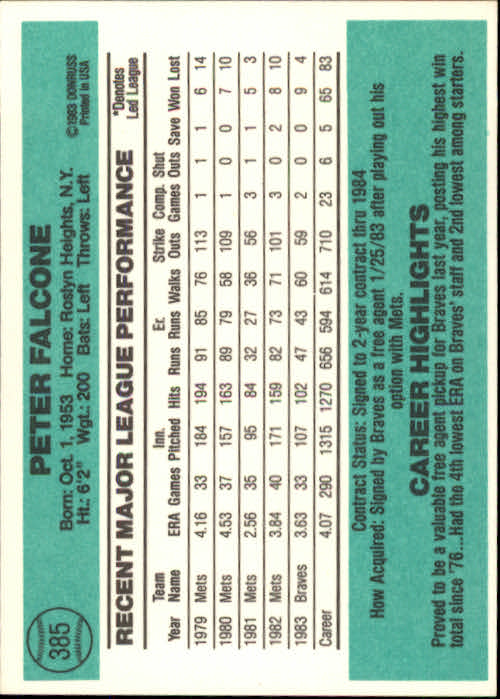 385
PETER FALCONE
©1983 DONRUSS
Printed in USA
Born: Oct. 1, 1953 Home: Roslyn Heights, N.Y.
Ht.: 6'2" Wgt.: 200 Bats: Left Throws: Left
RECENT MAJOR LEAGUE PERFORMANCE
*Denotes
Led League
Team Inn. Er. Strike Comp. Shut
Year Name ERA Games Pitched Hits Runs Runs Walks Outs Games Outs Save Won Lost
1979 Mets 4.16 33 184 194 91 85 76 113 1 1 1 6 14
1980 Mets 4.53 37 157 163 89 79 58 109 1 0 0 7 10
1981 Mets 2.56 35 95 84 32 27 36 56 3 1 1 5 3
1982 Mets 3.84 40 171 159 82 73 71 101 3 0 2 8 10
1983 Braves 3.63 33 107 102 47 43 60 59 2 0 0 9 4
Career 4.07 290 1315 1270 656 594 614 710 23 6 5 65 83
Contract Status: Signed to 2-year contract thru 1984
How Acquired: Signed by Braves as a free agent 1/25/83 after playing out his
option with Mets.
CAREER HIGHLIGHTS
Proved to be a valuable free agent pickup for Braves last year, posting his highest win
total since '76...Had the 4th lowest ERA on Braves' staff and 2nd lowest among starters.